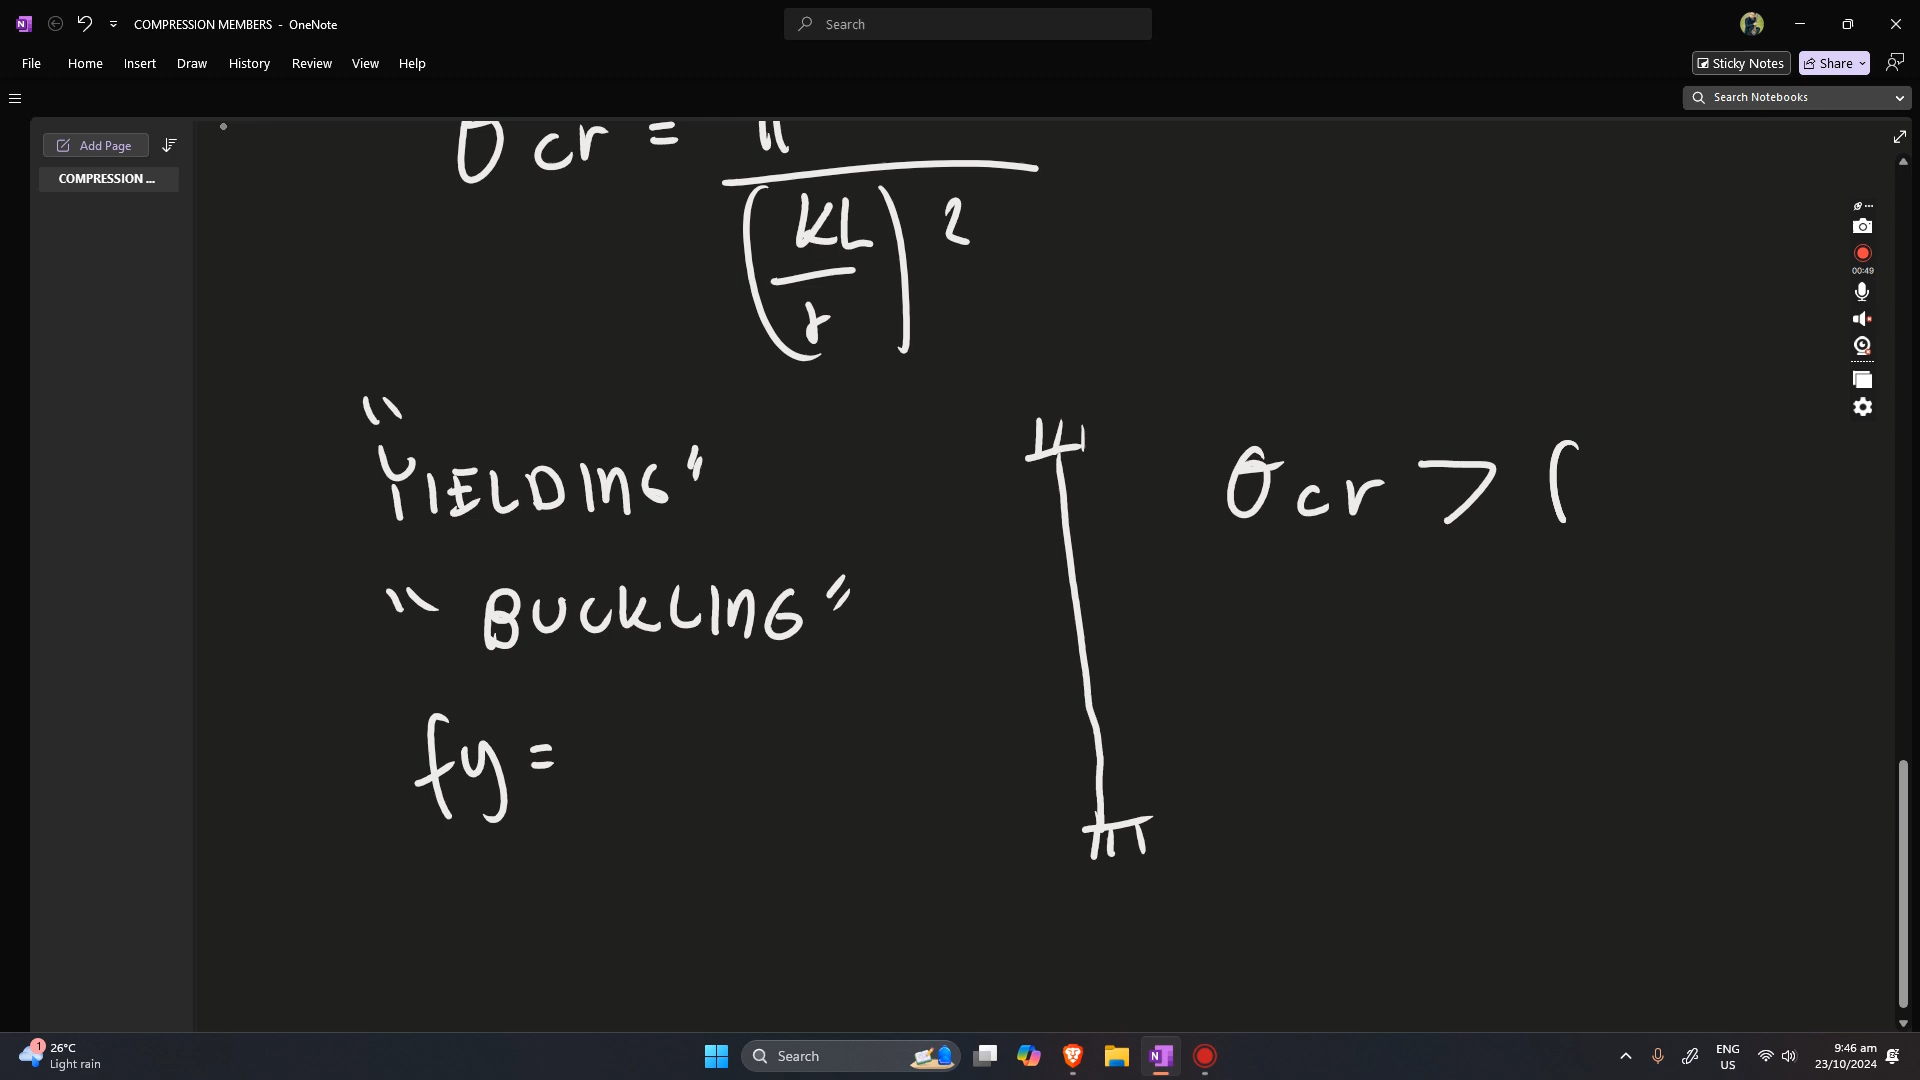 COMPRESSION MEMBERS - OneNote
Search
File Home Insert Draw History Review View Help
Sticky Notes Share
Search Notebooks
Add Page
COMPRESSION ...
σ cr = π
(kL/r)2
00:49
"YIELDING"
σcr >
"BUCKLING"
fy =
1
26°C
Light rain
Search
ENG
US
9:46 am
23/10/2024